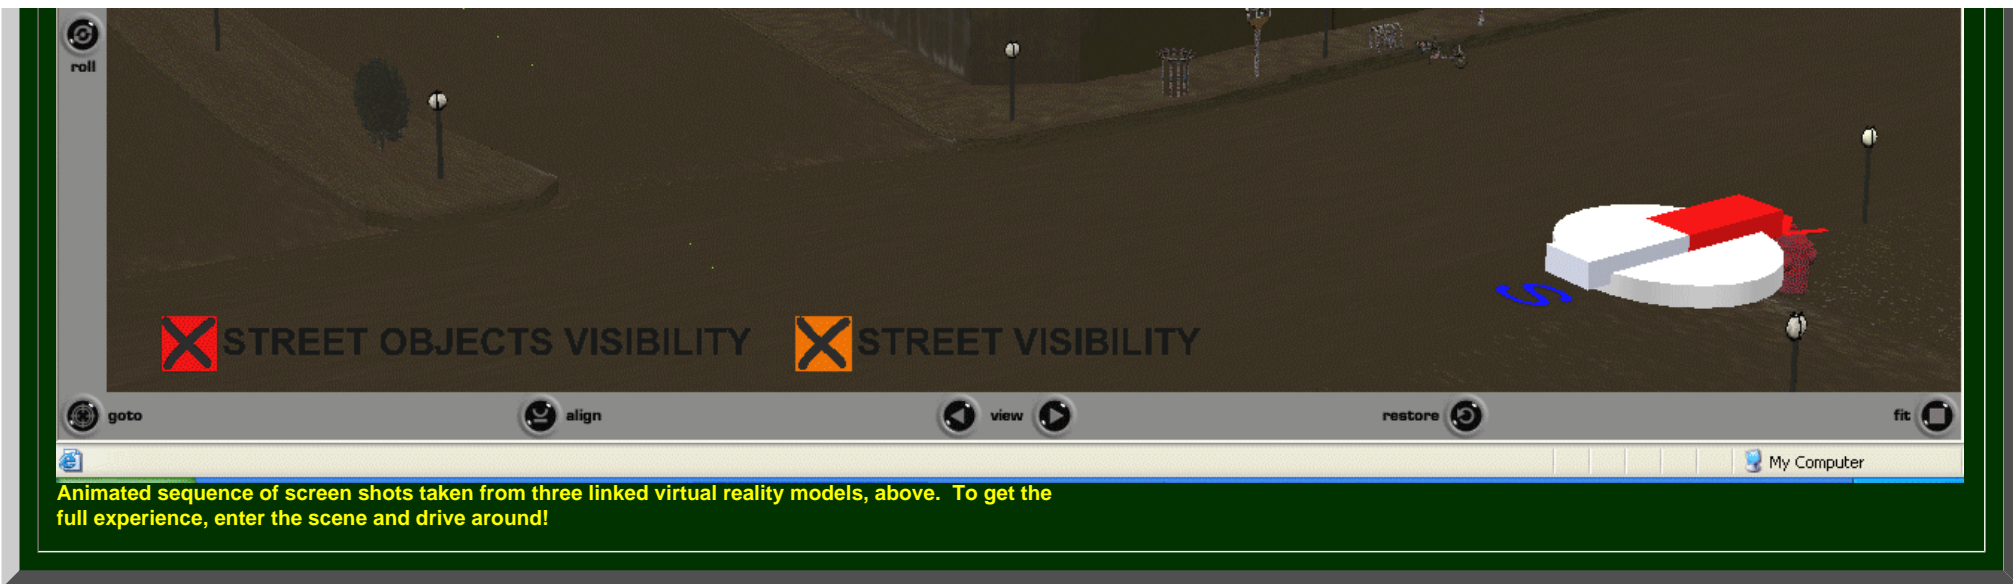 roll
S
STREET OBJECTS VISIBILITY STREET VISIBILITY
goto align view restore fit
My Computer
Animated sequence of screen shots taken from three linked virtual reality models, above. To get the
full experience, enter the scene and drive around!